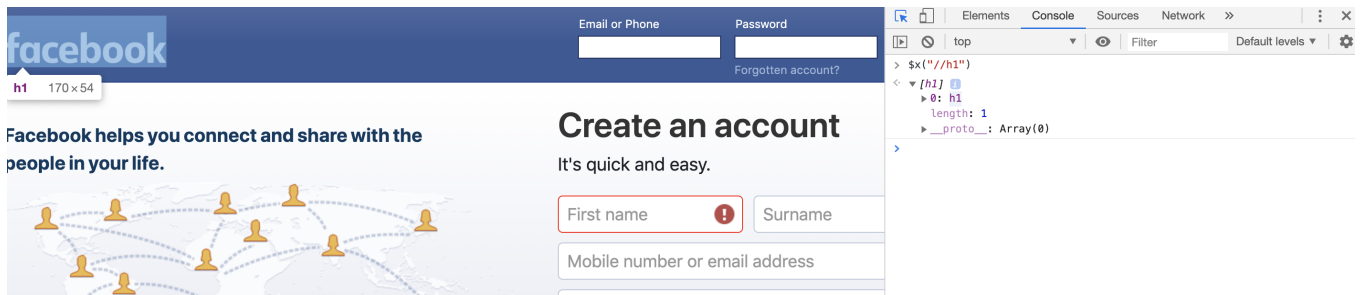 facebook
Email or Phone
Password
Forgotten account?
h1 170 × 54
Facebook helps you connect and share with the
people in your life.
Create an account
It's quick and easy.
First name
Surname
Mobile number or email address
Elements Console Sources Network »
top Filter Default levels ▼
> $x("//h1")
▼ [h1] i
▶ 0: h1
length: 1
▶ __proto__: Array(0)
>